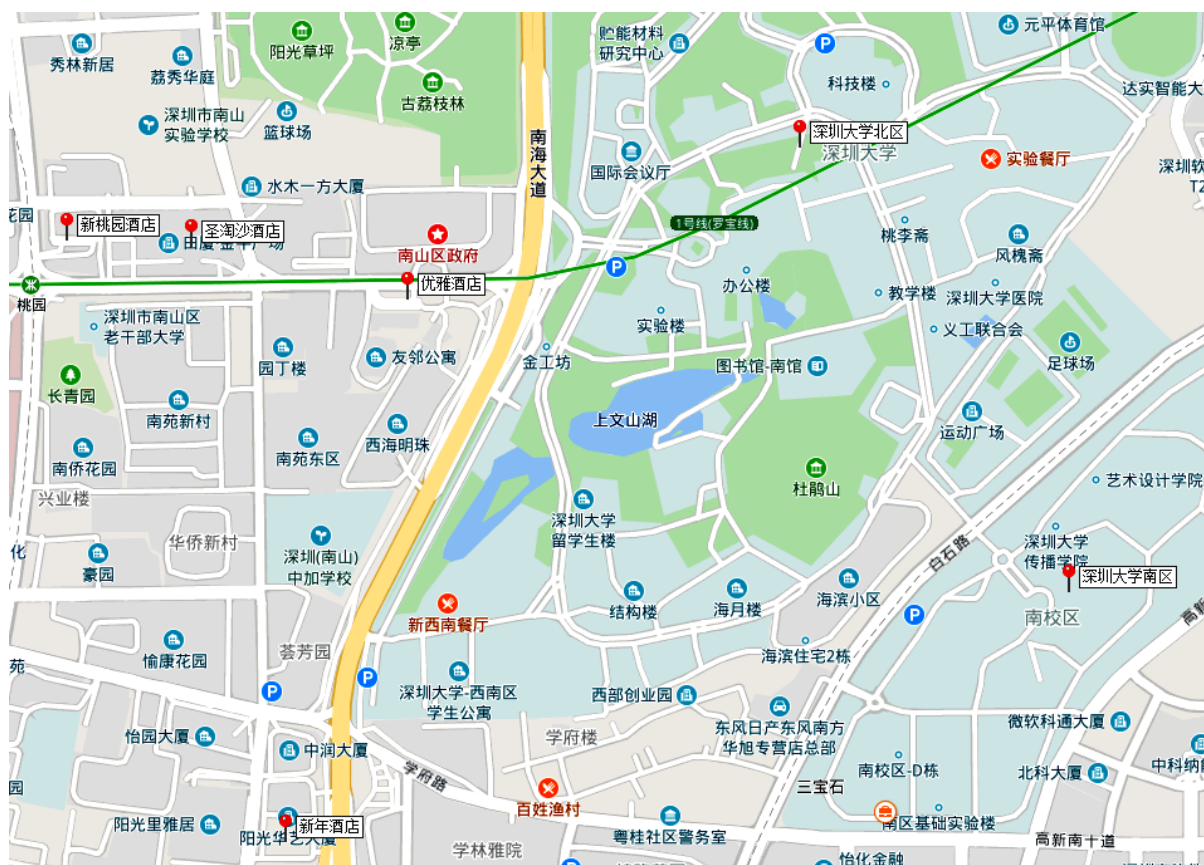 秀林新居
荔秀华庭
阳光草坪
凉亭
古荔枝林
深圳市南山
实验学校
篮球场
水木一方大厦
南海大道
贮能材料
研究中心
元平体育馆
科技楼
达实智能大
国际会议厅
深圳大学北区
深圳大学
实验餐厅
深圳软
T2
花园
新桃园酒店
圣淘沙酒店
南山区政府
优雅酒店
1号线(罗宝线)
桃李斋
风槐斋
桃园
深圳市南山区
老干部大学
办公楼
教学楼
深圳大学医院
实验楼
义工联合会
园丁楼
友邻公寓
金工坊
图书馆-南馆
足球场
长青园
南苑新村
西海明珠
上文山湖
运动广场
南侨花园
南苑东区
杜鹃山
艺术设计学院
兴业楼
深圳大学
留学生楼
华侨新村
深圳(南山)
中加学校
白石路
深圳大学
传播学院
化
豪园
深圳大学南区
结构楼
海月楼
海滨小区
南校区
高新
新西南餐厅
愉康花园
荟芳园
海滨住宅2栋
苑
深圳大学-西南区
学生公寓
西部创业园
东风日产东风南方
华旭专营店总部
微软科通大厦
怡园大厦
中润大厦
学府楼
学府路
南校区-D栋
北科大厦
中科纳
园
三宝石
百姓渔村
阳光里雅居
阳光华艺大厦
新年酒店
粤桂社区警务室
南区基础实验楼
高新南十道
学林雅院
怡化金融